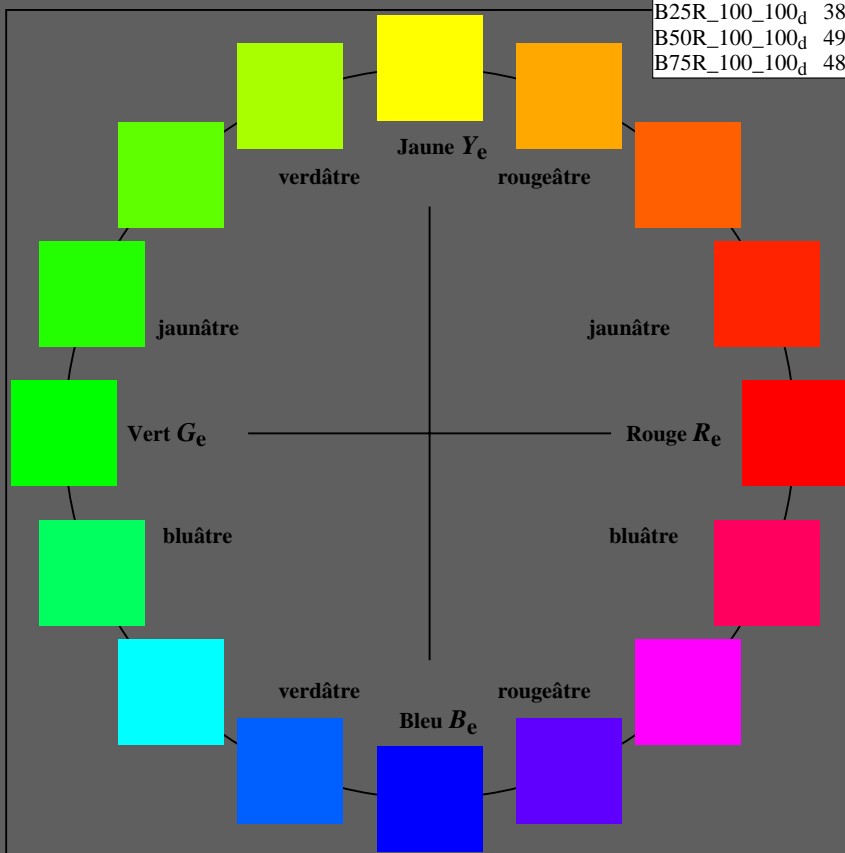 B25R_100_100d 38
B50R_100_100d 49
B75R_100_100d 48
Jaune Ye
verdâtre rougeâtre
jaunâtre jaunâtre
Vert Ge Rouge Re
bluâtre bluâtre
verdâtre rougeâtre
Bleu Be